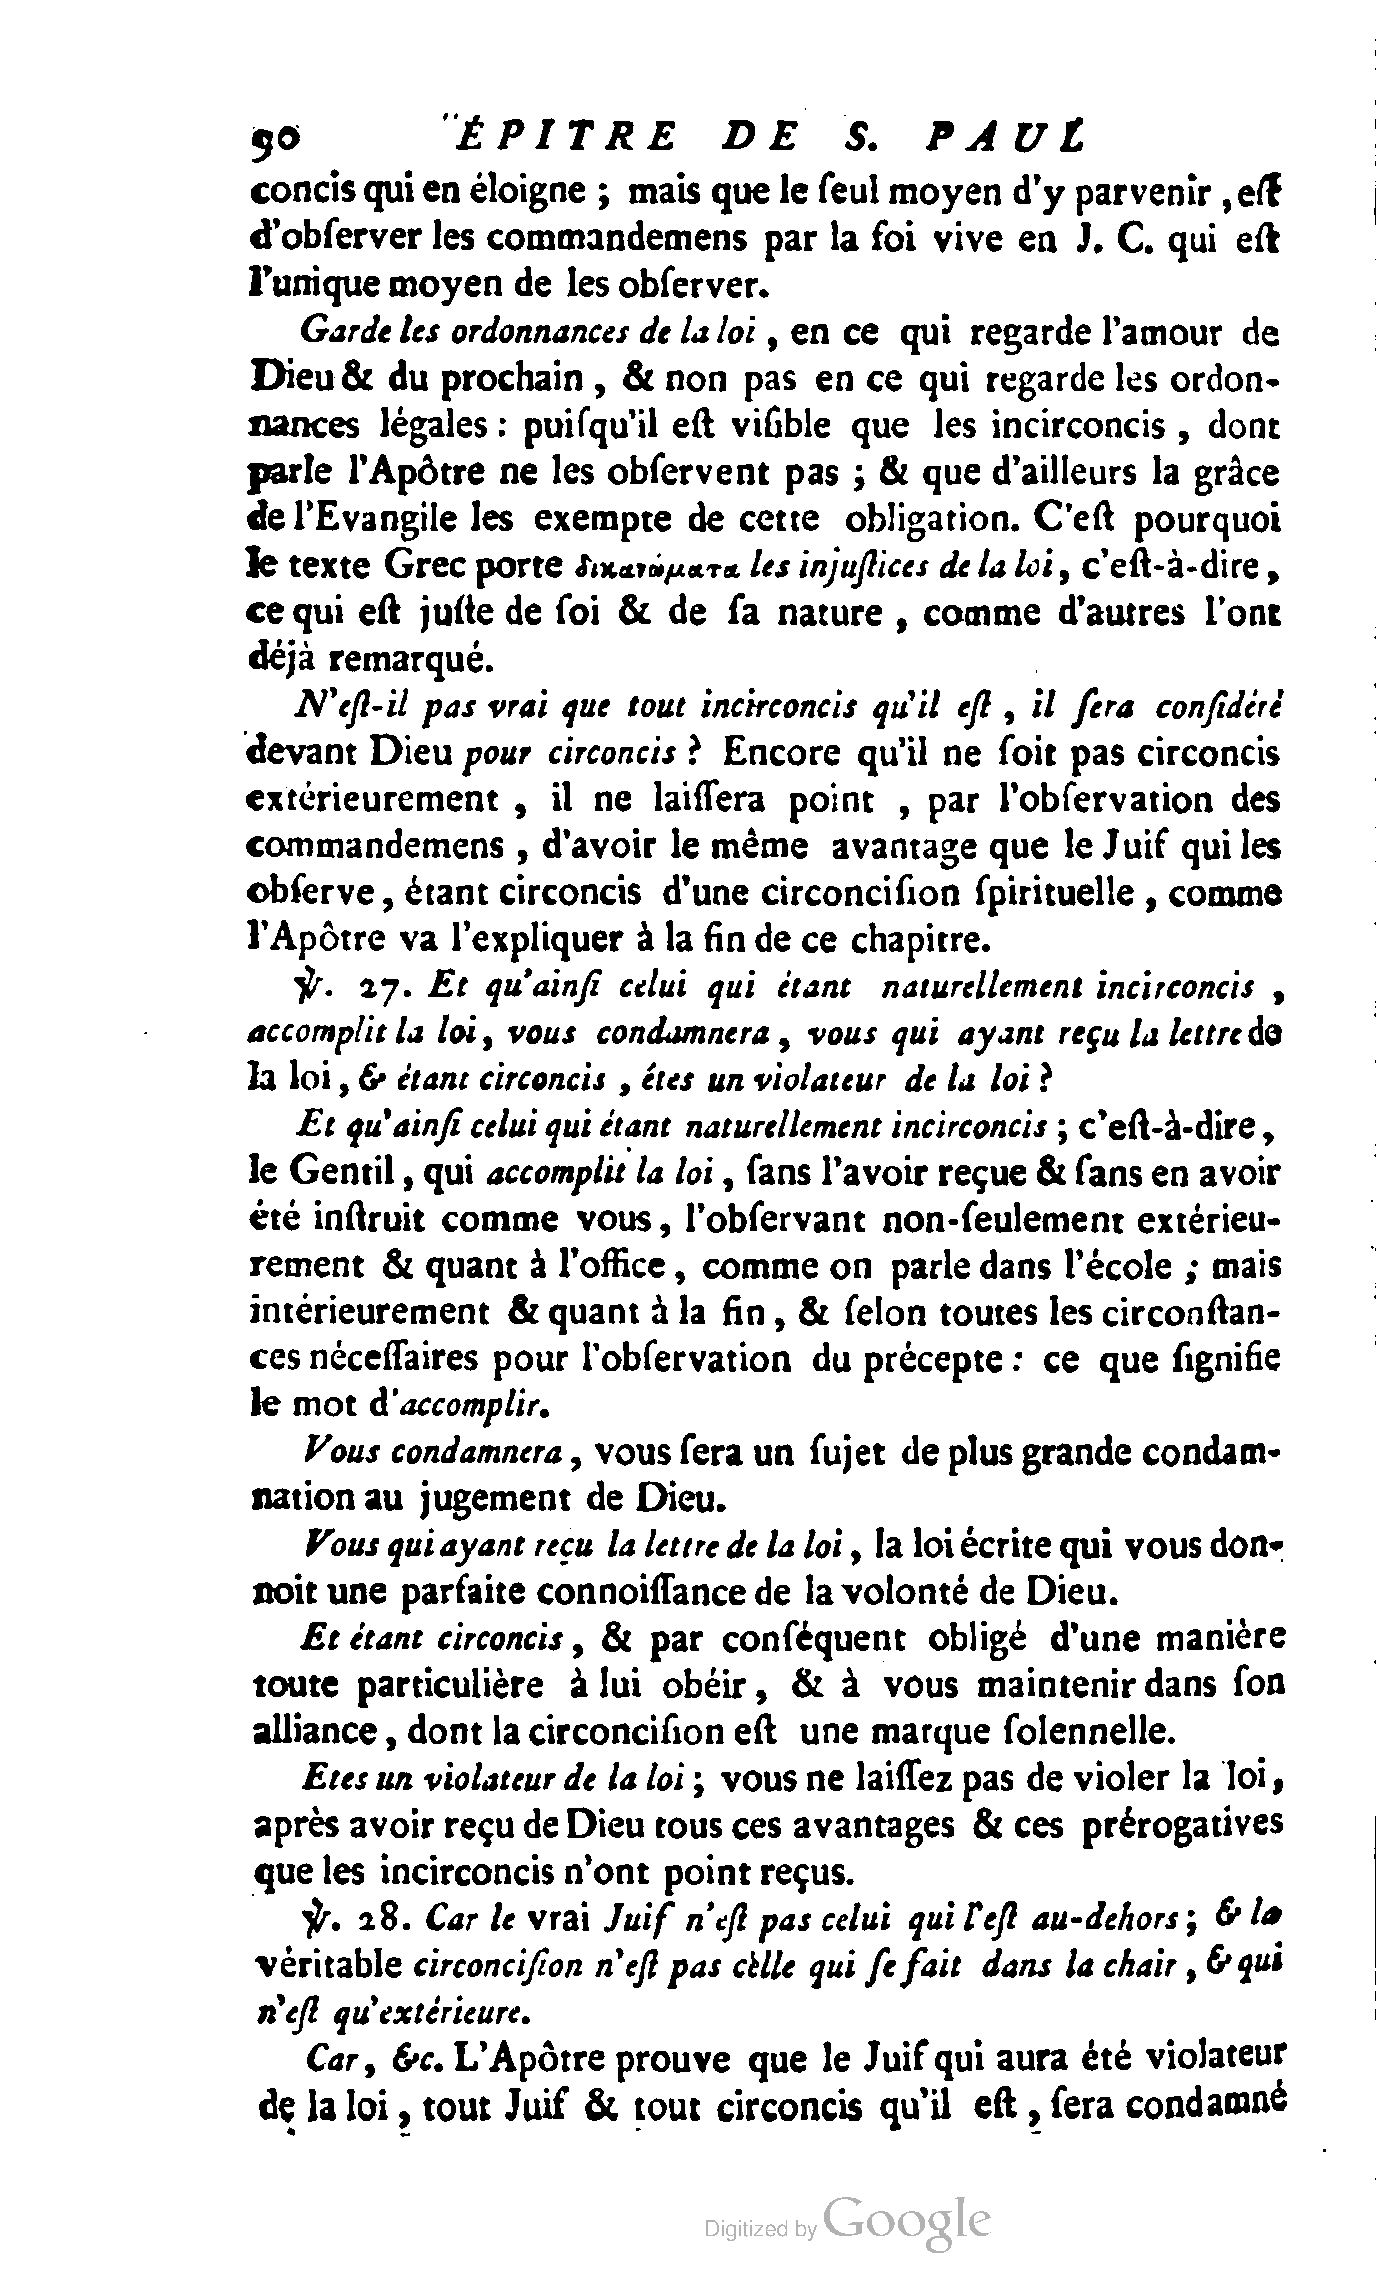 90 ÉPITRE DE S. PAUL
concis qui en éloigne ; mais que le ſeul moyen d'y parvenir , eſt
d'obſerver les commandemens par la foi vive en J. C. qui eſt
l'unique moyen de les obſerver.
Garde les ordonnances de la loi , en ce qui regarde l'amour de
Dieu & du prochain , & non pas en ce qui regarde les ordon-
nances légales : puiſqu'il eſt viſible que les incirconcis , dont
parle l'Apôtre ne les obſervent pas ; & que d'ailleurs la grâce
de l'Evangile les exempte de cette obligation. C'eſt pourquoi
le texte Grec porte les injuſtices de la loi , c'eſt-à-dire ,
ce qui eſt juſte de ſoi & de ſa nature , comme d'autres l'ont
déjà remarqué.
N'eſt-il pas vrai que tout incirconcis qu'il eſt , il ſera conſidéré
devant Dieu pour circoncis ? Encore qu'il ne ſoit pas circoncis
extérieurement , il ne laiſſera point , par l'obſervation des
commandemens , d'avoir le même avantage que le Juif qui les
obſerve , étant circoncis d'une circonciſion ſpirituelle , comme
l'Apôtre va l'expliquer à la fin de ce chapitre.
℣. 27. Et qu'ainſi celui qui étant naturellement incirconcis ,
accomplit la loi , vous condamnera , vous qui ayant reçu la lettre de
la loi , & étant circoncis , êtes un violateur de la loi ?
Et qu'ainſi celui qui étant naturellement incirconcis ; c'eſt-à-dire ,
le Gentil , qui accomplit la loi , ſans l'avoir reçue & ſans en avoir
été inſtruit comme vous , l'obſervant non-ſeulement extérieu-
rement & quant à l'office , comme on parle dans l'école ; mais
intérieurement & quant à la fin , & ſelon toutes les circonſtan-
ces néceſſaires pour l'obſervation du précepte : ce que ſignifie
le mot d'accomplir.
Vous condamnera , vous ſera un ſujet de plus grande condam-
nation au jugement de Dieu.
Vous qui ayant reçu la lettre de la loi , la loi écrite qui vous don-
noit une parfaite connoiſſance de la volonté de Dieu.
Et étant circoncis , & par conſéquent obligé d'une manière
toute particulière à lui obéir , & à vous maintenir dans ſon
alliance , dont la circonciſion eſt une marque ſolennelle.
Etes un violateur de la loi ; vous ne laiſſez pas de violer la loi ,
après avoir reçu de Dieu tous ces avantages & ces prérogatives
que les incirconcis n'ont point reçus.
℣. 28. Car le vrai Juif n'eſt pas celui qui l'eſt au-dehors ; & la
véritable circonciſion n'eſt pas celle qui ſe fait dans la chair , & qui
n'eſt qu'extérieure.
Car , &c. L'Apôtre prouve que le Juif qui aura été violateur
de la loi , tout Juif & tout circoncis qu'il eſt , ſera condamné
Digitized by Google